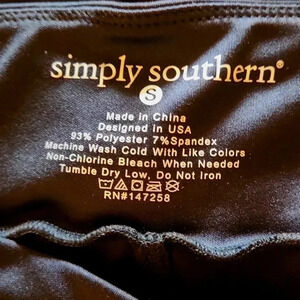 simply southern®
S
Made in China
Designed in USA
93% Polyester 7%Spandex
Machine Wash Cold With Like Colors
Non-Chlorine Bleach When Needed
Tumble Dry Low, Do Not Iron
RN#147258